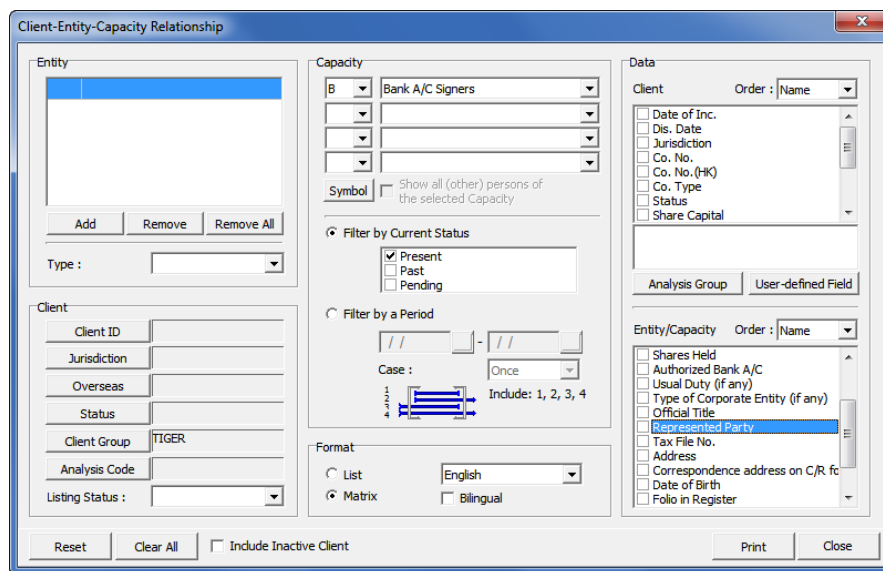 Client-Entity-Capacity Relationship
Entity
Add
Remove
Remove All
Type :
Client
Client ID
Jurisdiction
Overseas
Status
Client Group
TIGER
Analysis Code
Listing Status :
Capacity
B
Bank A/C Signers
Symbol
Show all (other) persons of
the selected Capacity
Filter by Current Status
Present
Past
Pending
Filter by a Period
/ /
-
/ /
Case :
Once
1
2
3
4
Include: 1, 2, 3, 4
Format
List
English
Matrix
Bilingual
Data
Client
Order :
Name
Date of Inc.
Dis. Date
Jurisdiction
Co. No.
Co. No.(HK)
Co. Type
Status
Share Capital
Analysis Group
User-defined Field
Entity/Capacity
Order :
Name
Shares Held
Authorized Bank A/C
Usual Duty (if any)
Type of Corporate Entity (if any)
Official Title
Represented Party
Tax File No.
Address
Correspondence address on C/R fo
Date of Birth
Folio in Register
Reset
Clear All
Include Inactive Client
Print
Close